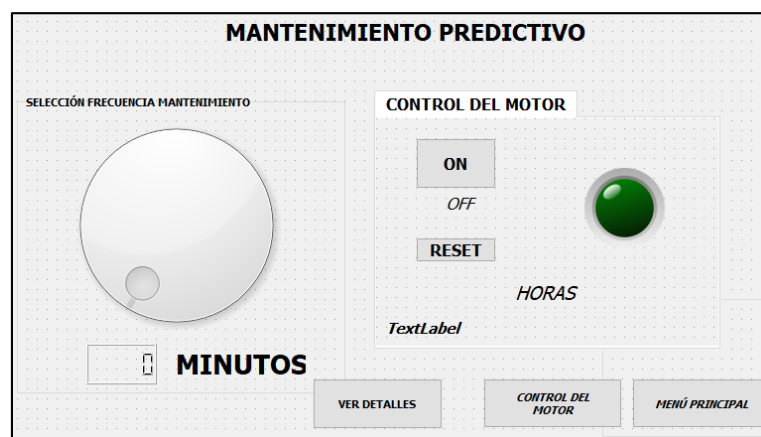 MANTENIMIENTO PREDICTIVO
SELECCIÓN FRECUENCIA MANTENIMIENTO
0 MINUTOS
CONTROL DEL MOTOR
ON
OFF
RESET
HORAS
TextLabel
VER DETALLES
CONTROL DEL
MOTOR
MENÚ PRINCIPAL